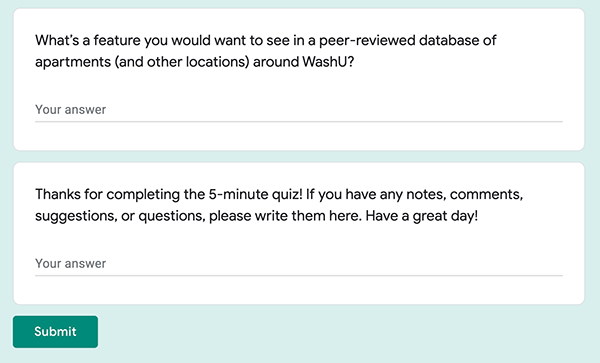 What's a feature you would want to see in a peer-reviewed database of
apartments (and other locations) around WashU?
Your answer
Thanks for completing the 5-minute quiz! If you have any notes, comments,
suggestions, or questions, please write them here. Have a great day!
Your answer
Submit